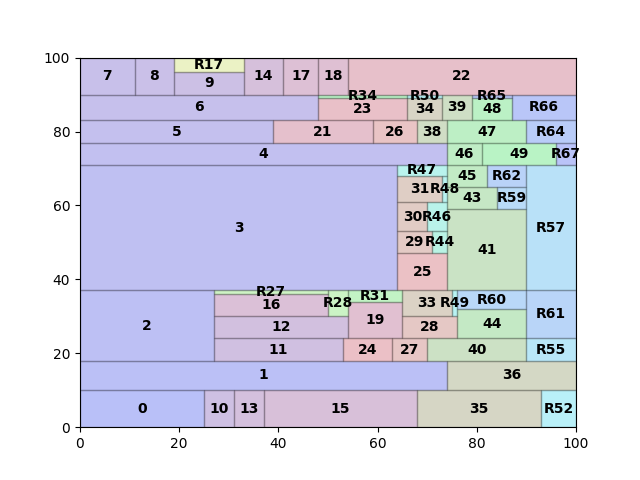 100
7 8 R17 14 17 18 22
9
R34 R50 R65
6 23 34 39 48 R66
80
5 21 26 38 47 R64
4 46 49 R67
R47 45 R62
31 R48 43 R59
60
30 R46
3 R57
29 R44 41
40
25
R27 R31 R60
2 16 R28 33 R49 R61
12 19 28 44
20
11 24 27 40 R55
1 36
0 10 13 15 35 R52
0
0 20 40 60 80 100